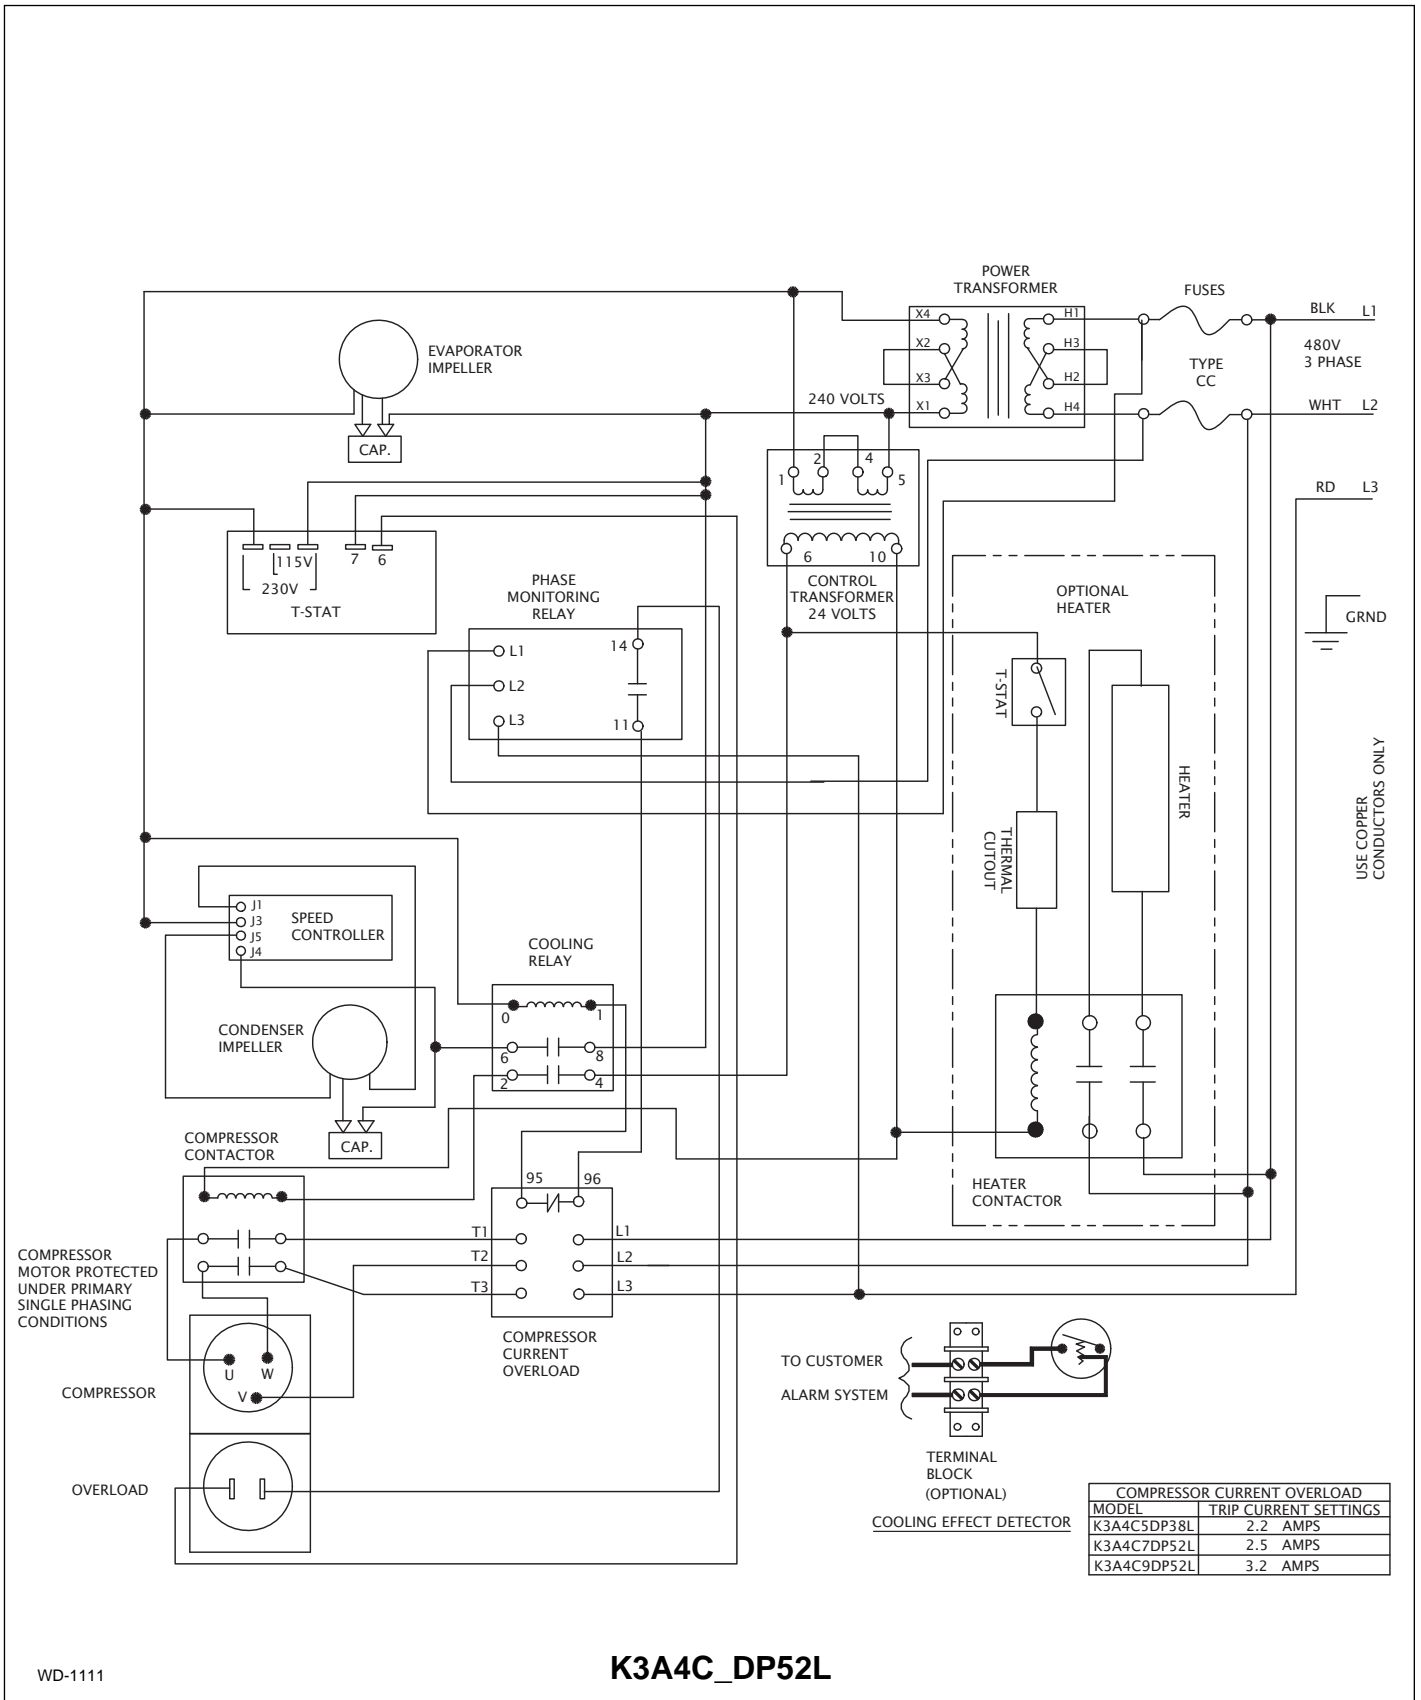 POWER
TRANSFORMER
FUSES
X4
H1
BLK L1
480V
3 PHASE
X2
H3
EVAPORATOR
IMPELLER
TYPE
CC
X3
H2
240 VOLTS
X1
H4
WHT L2
CAP.
1
2
4
5
RD L3
6
10
115V
7
6
230V
T-STAT
PHASE
MONITORING
RELAY
CONTROL
TRANSFORMER
24 VOLTS
OPTIONAL
HEATER
GRND
L1
L2
L3
14
11
T-STAT
HEATER
THERMAL
CUTOUT
USE COPPER
CONDUCTORS ONLY
J1
J3
J5
J4
SPEED
CONTROLLER
COOLING
RELAY
0
1
6
8
2
4
CONDENSER
IMPELLER
CAP.
COMPRESSOR
CONTACTOR
95
96
HEATER
CONTACTOR
T1
T2
T3
L1
L2
L3
COMPRESSOR
MOTOR PROTECTED
UNDER PRIMARY
SINGLE PHASING
CONDITIONS
COMPRESSOR
CURRENT
OVERLOAD
U
W
V
COMPRESSOR
OVERLOAD
TO CUSTOMER
ALARM SYSTEM
TERMINAL
BLOCK
(OPTIONAL)
COOLING EFFECT DETECTOR
COMPRESSOR CURRENT OVERLOAD
MODEL TRIP CURRENT SETTINGS
K3A4C5DP38L 2.2 AMPS
K3A4C7DP52L 2.5 AMPS
K3A4C9DP52L 3.2 AMPS
WD-1111
K3A4C_DP52L